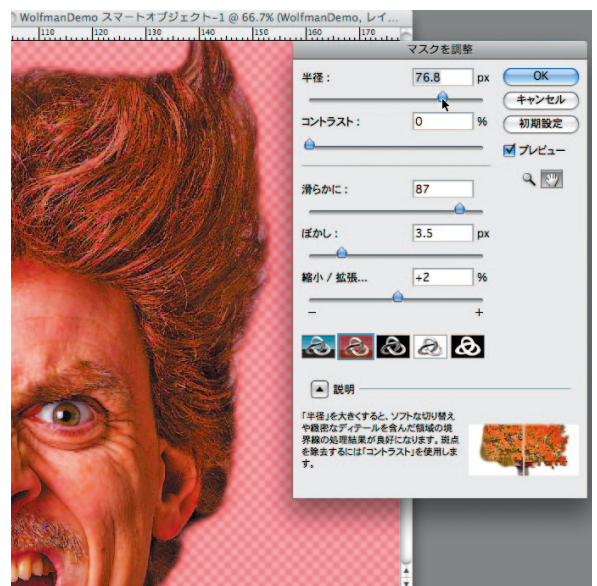 WolfmanDemo スマートオブジェクト-1 @ 66.7% (WolfmanDemo, レイ...
110 120 130 140 150 160 170
マスクを調整
半径： 76.8 px
OK
キャンセル
コントラスト： 0 %
初期設定
プレビュー
滑らかに： 87
ぼかし： 3.5 px
縮小 / 拡張... +2 %
− +
説明
「半径」を大きくすると、ソフトな切り替え
や緻密なディテールを含んだ領域の境
界線の処理結果が良好になります。斑点
を除去するには「コントラスト」を使用しま
す。